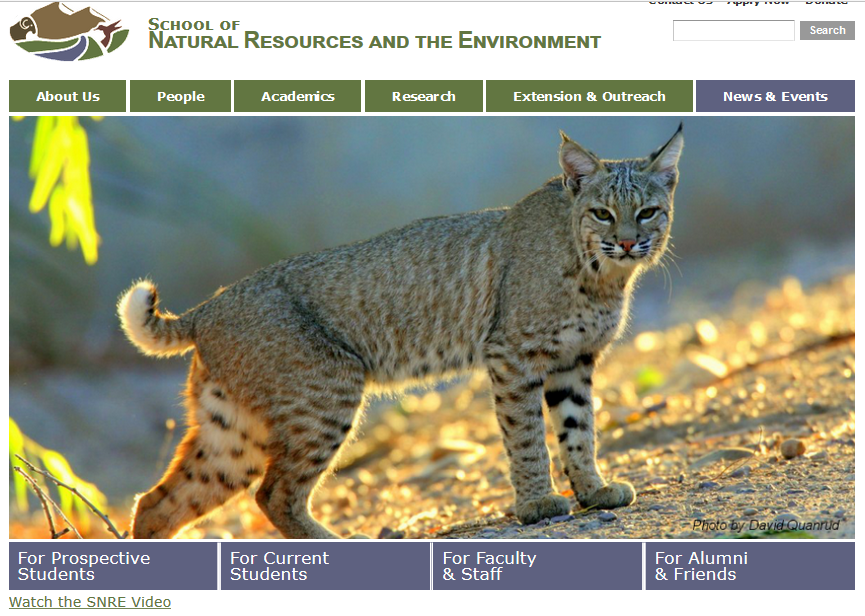 Contact Us Apply Now Donate
SCHOOL OF
NATURAL RESOURCES AND THE ENVIRONMENT
Search
About Us
People
Academics
Research
Extension & Outreach
News & Events
Photo by David Quanrud
For Prospective
Students
For Current
Students
For Faculty
& Staff
For Alumni
& Friends
Watch the SNRE Video